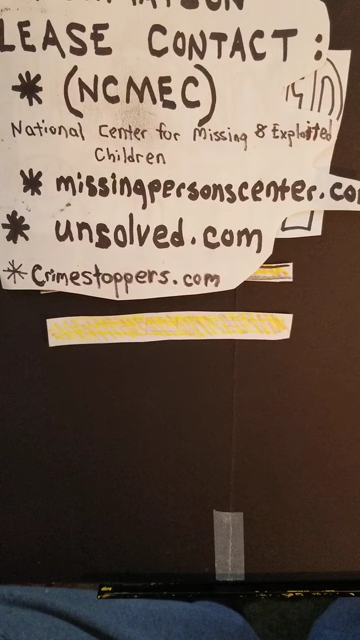 LEASE CONTACT:
* (NCMEC)
National Center for Missing & Exploited
Children
* missingpersonscenter.co
* unsolved.com
* Crimestoppers.com